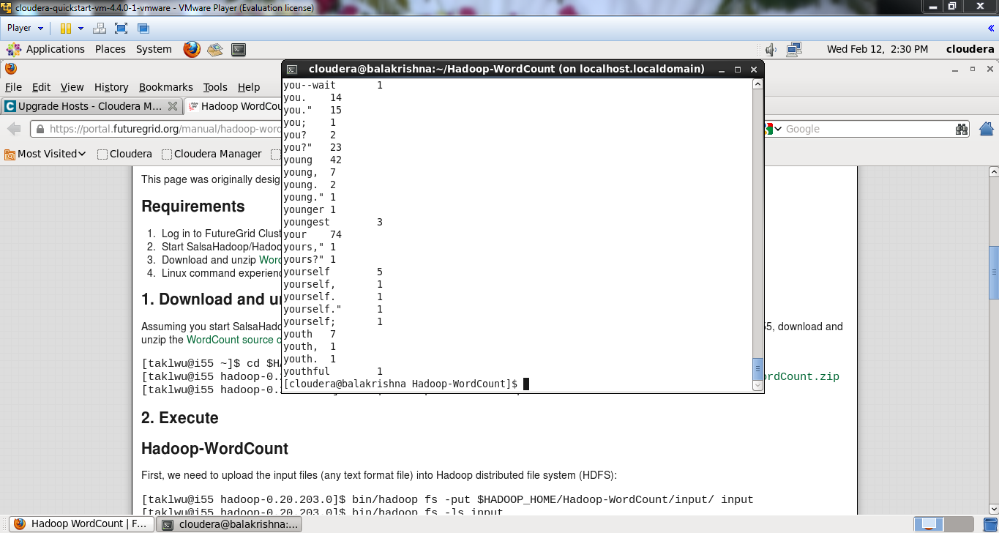 cloudera-quickstart-vm-4.4.0-1-vmware - VMware Player (Evaluation license)
Player
Applications Places System Wed Feb 12, 2:30 PM cloudera
cloudera@balakrishna:~/Hadoop-WordCount (on localhost.localdomain)
File Edit View History Bookmarks Tools Help
Upgrade Hosts - Cloudera M... Hadoop WordCou
https://portal.futuregrid.org/manual/hadoop-word Google
Most Visited Cloudera Cloudera Manager
you--wait 1
you. 14
you." 15
you; 1
you? 2
you?" 23
young 42
young, 7
young. 2
young." 1
younger 1
youngest 3
your 74
yours," 1
yours?" 1
yourself 5
yourself, 1
yourself. 1
yourself." 1
yourself; 1
youth 7
youth, 1
youth. 1
youthful 1
[cloudera@balakrishna Hadoop-WordCount]$
This page was originally desig
Requirements
1. Log in to FutureGrid Clust
2. Start SalsaHadoop/Hadoo
3. Download and unzip Word
4. Linux command experienc
1. Download and un
Assuming you start SalsaHado 55, download and
unzip the WordCount source c
[taklwu@i55 ~]$ cd $HA
[taklwu@i55 hadoop-0. ordCount.zip
[taklwu@i55 hadoop-0.
2. Execute
Hadoop-WordCount
First, we need to upload the input files (any text format file) into Hadoop distributed file system (HDFS):
[taklwu@i55 hadoop-0.20.203.0]$ bin/hadoop fs -put $HADOOP_HOME/Hadoop-WordCount/input/ input
[taklwu@i55 hadoop-0.20.203.0]$ bin/hadoop fs -ls input
Hadoop WordCount | F... cloudera@balakrishna:...